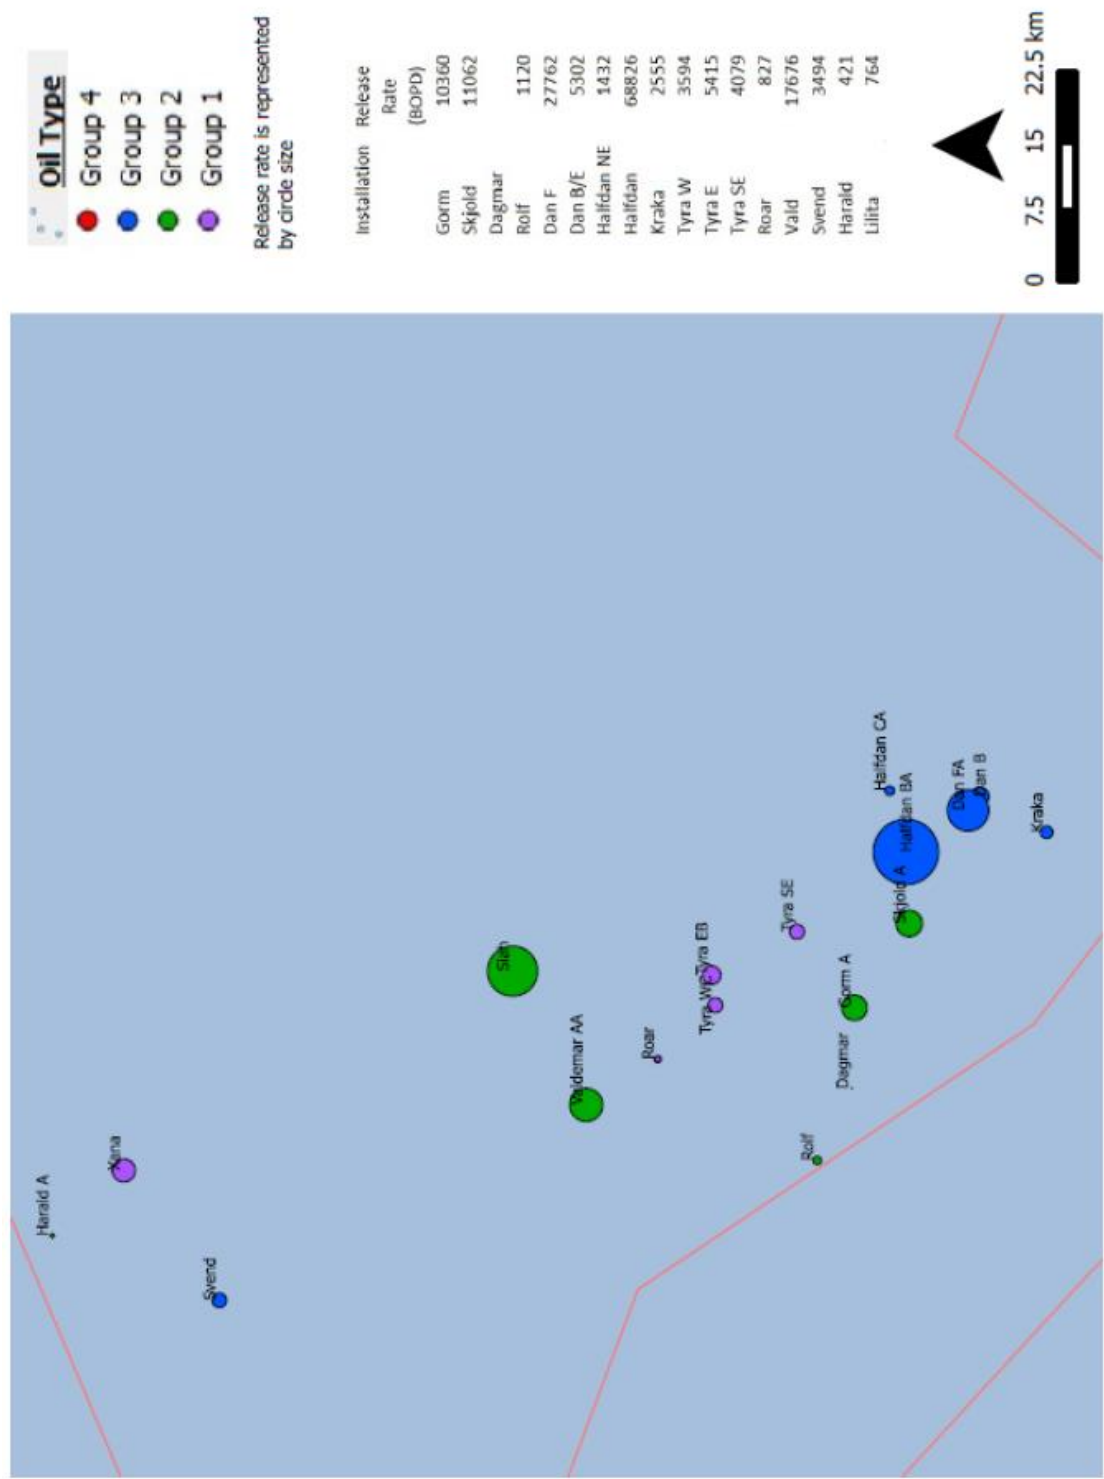 Oil Type
Group 4
Group 3
Group 2
Group 1
Release rate is represented
by circle size
Installation Release
Rate
(BOPD)
Gorm 10360
Skjold 11062
Dagmar
Rolf 1120
Dan F 27762
Dan B/E 5302
Halfdan NE 1432
Halfdan 68826
Kraka 2555
Tyra W 3594
Tyra E 5415
Tyra SE 4079
Roar 827
Vald 17676
Svend 3494
Harald 421
Lilita 764
0 7.5 15 22.5 km
Harald A
Xana
Svend
Siah
Valdemar AA
Roar
Tyra EB
Tyra SE
Rolf
Dagmar
Gorm A
Skjold A
Halfdan CA
Halfdan BA
Dan FA
Dan B
Kraka